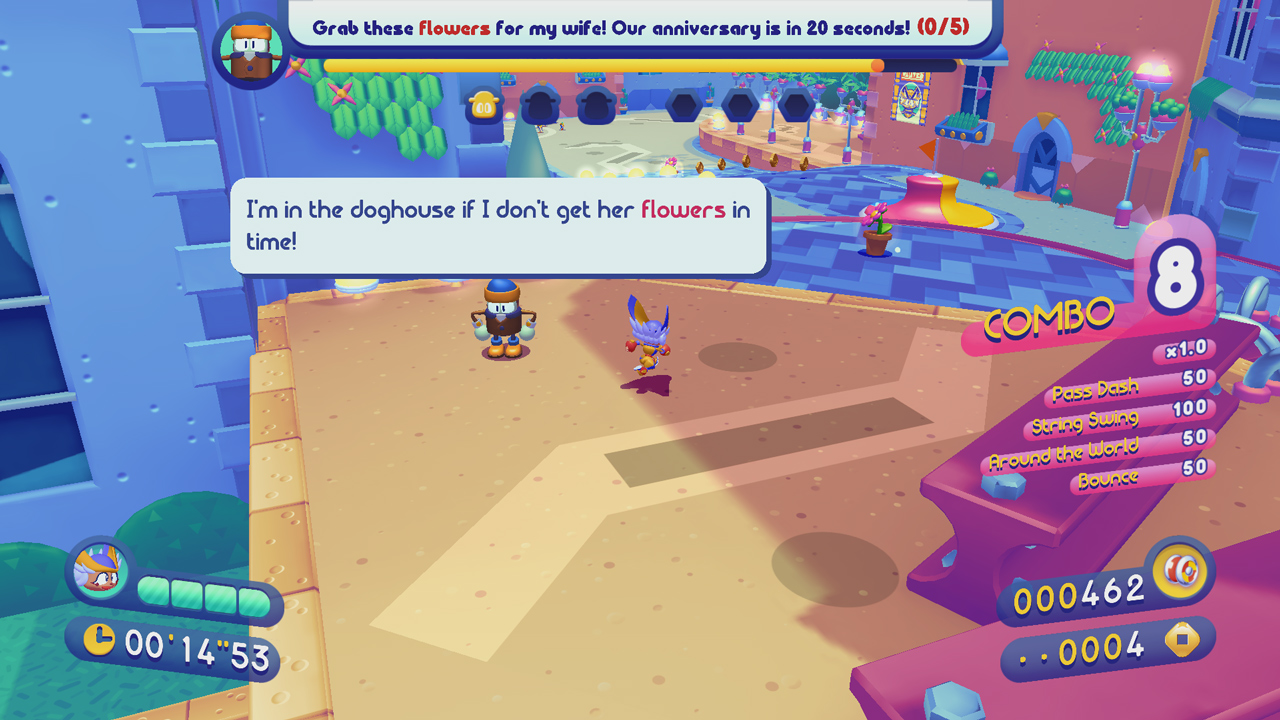 Grab these flowers for my wife! Our anniversary is in 20 seconds! (0/5)
I'm in the doghouse if I don't get her flowers in
time!
8
COMBO
x1.0
Pass Dash 50
String Swing 100
Around the World 50
Bounce 50
00'14"53
000462
..0004